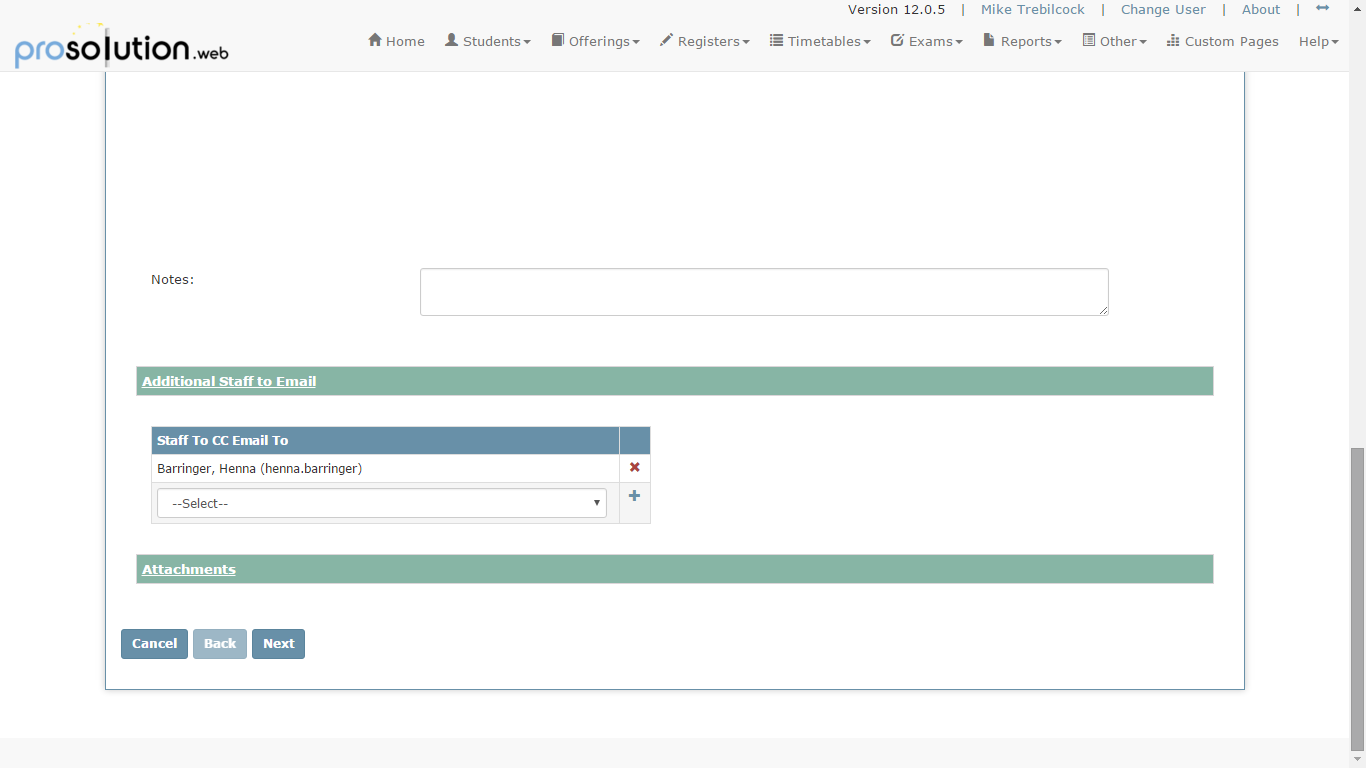 Version 12.0.5 | Mike Trebilcock | Change User | About |
prosolution.web
Home Students Offerings Registers Timetables Exams Reports Other Custom Pages Help
Notes:
Additional Staff to Email
Staff To CC Email To
Barringer, Henna (henna.barringer)
--Select--
Attachments
Cancel Back Next